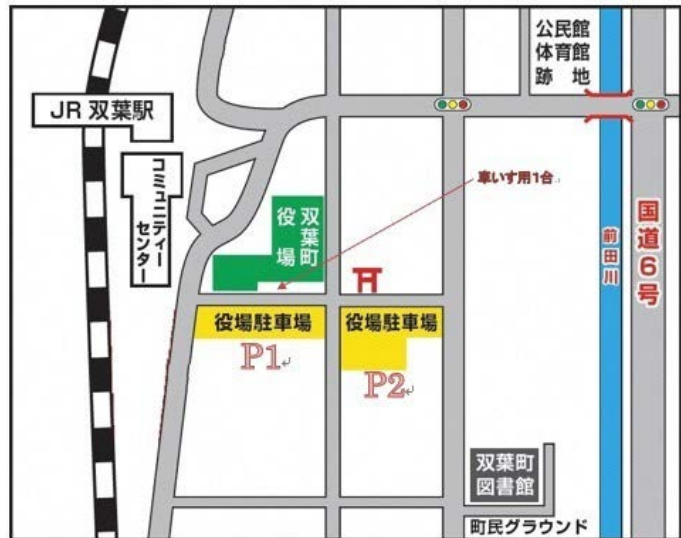 公民館
体育館
跡 地
JR 双葉駅
コミュニティー
センター
車いす用1台
双葉町
役場
国道6号
前田川
役場駐車場
P1
役場駐車場
P2
双葉町
図書館
町民グラウンド